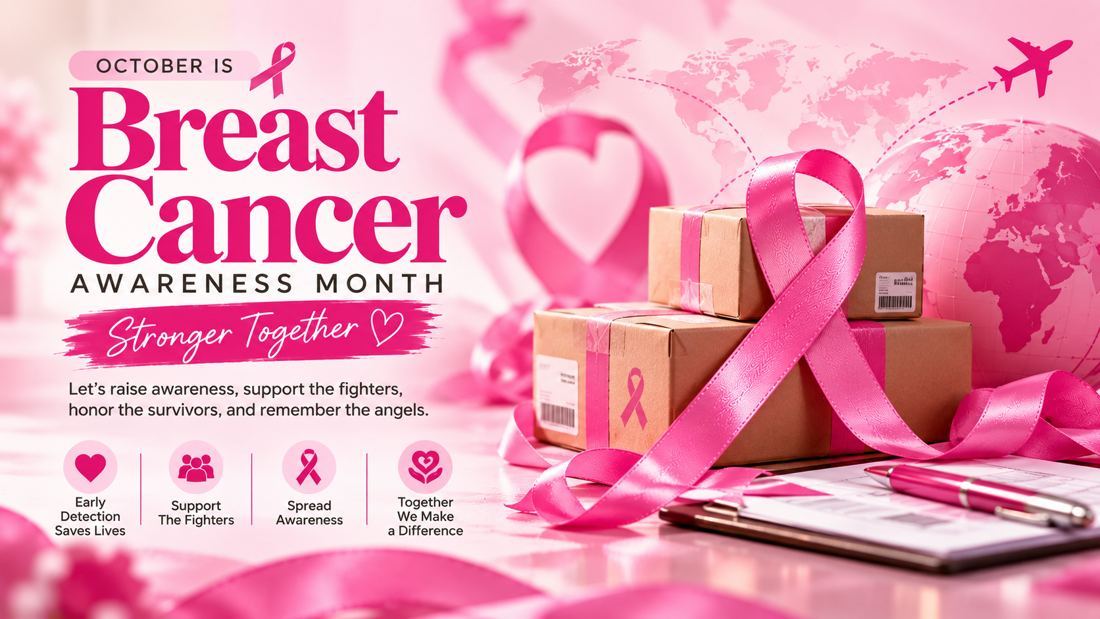 OCTOBER IS
Breast
Cancer
AWARENESS MONTH
Stronger Together
Let's raise awareness, support the fighters,
honor the survivors, and remember the angels.
Early
Detection
Saves Lives
Support
The Fighters
Spread
Awareness
Together
We Make
a Difference